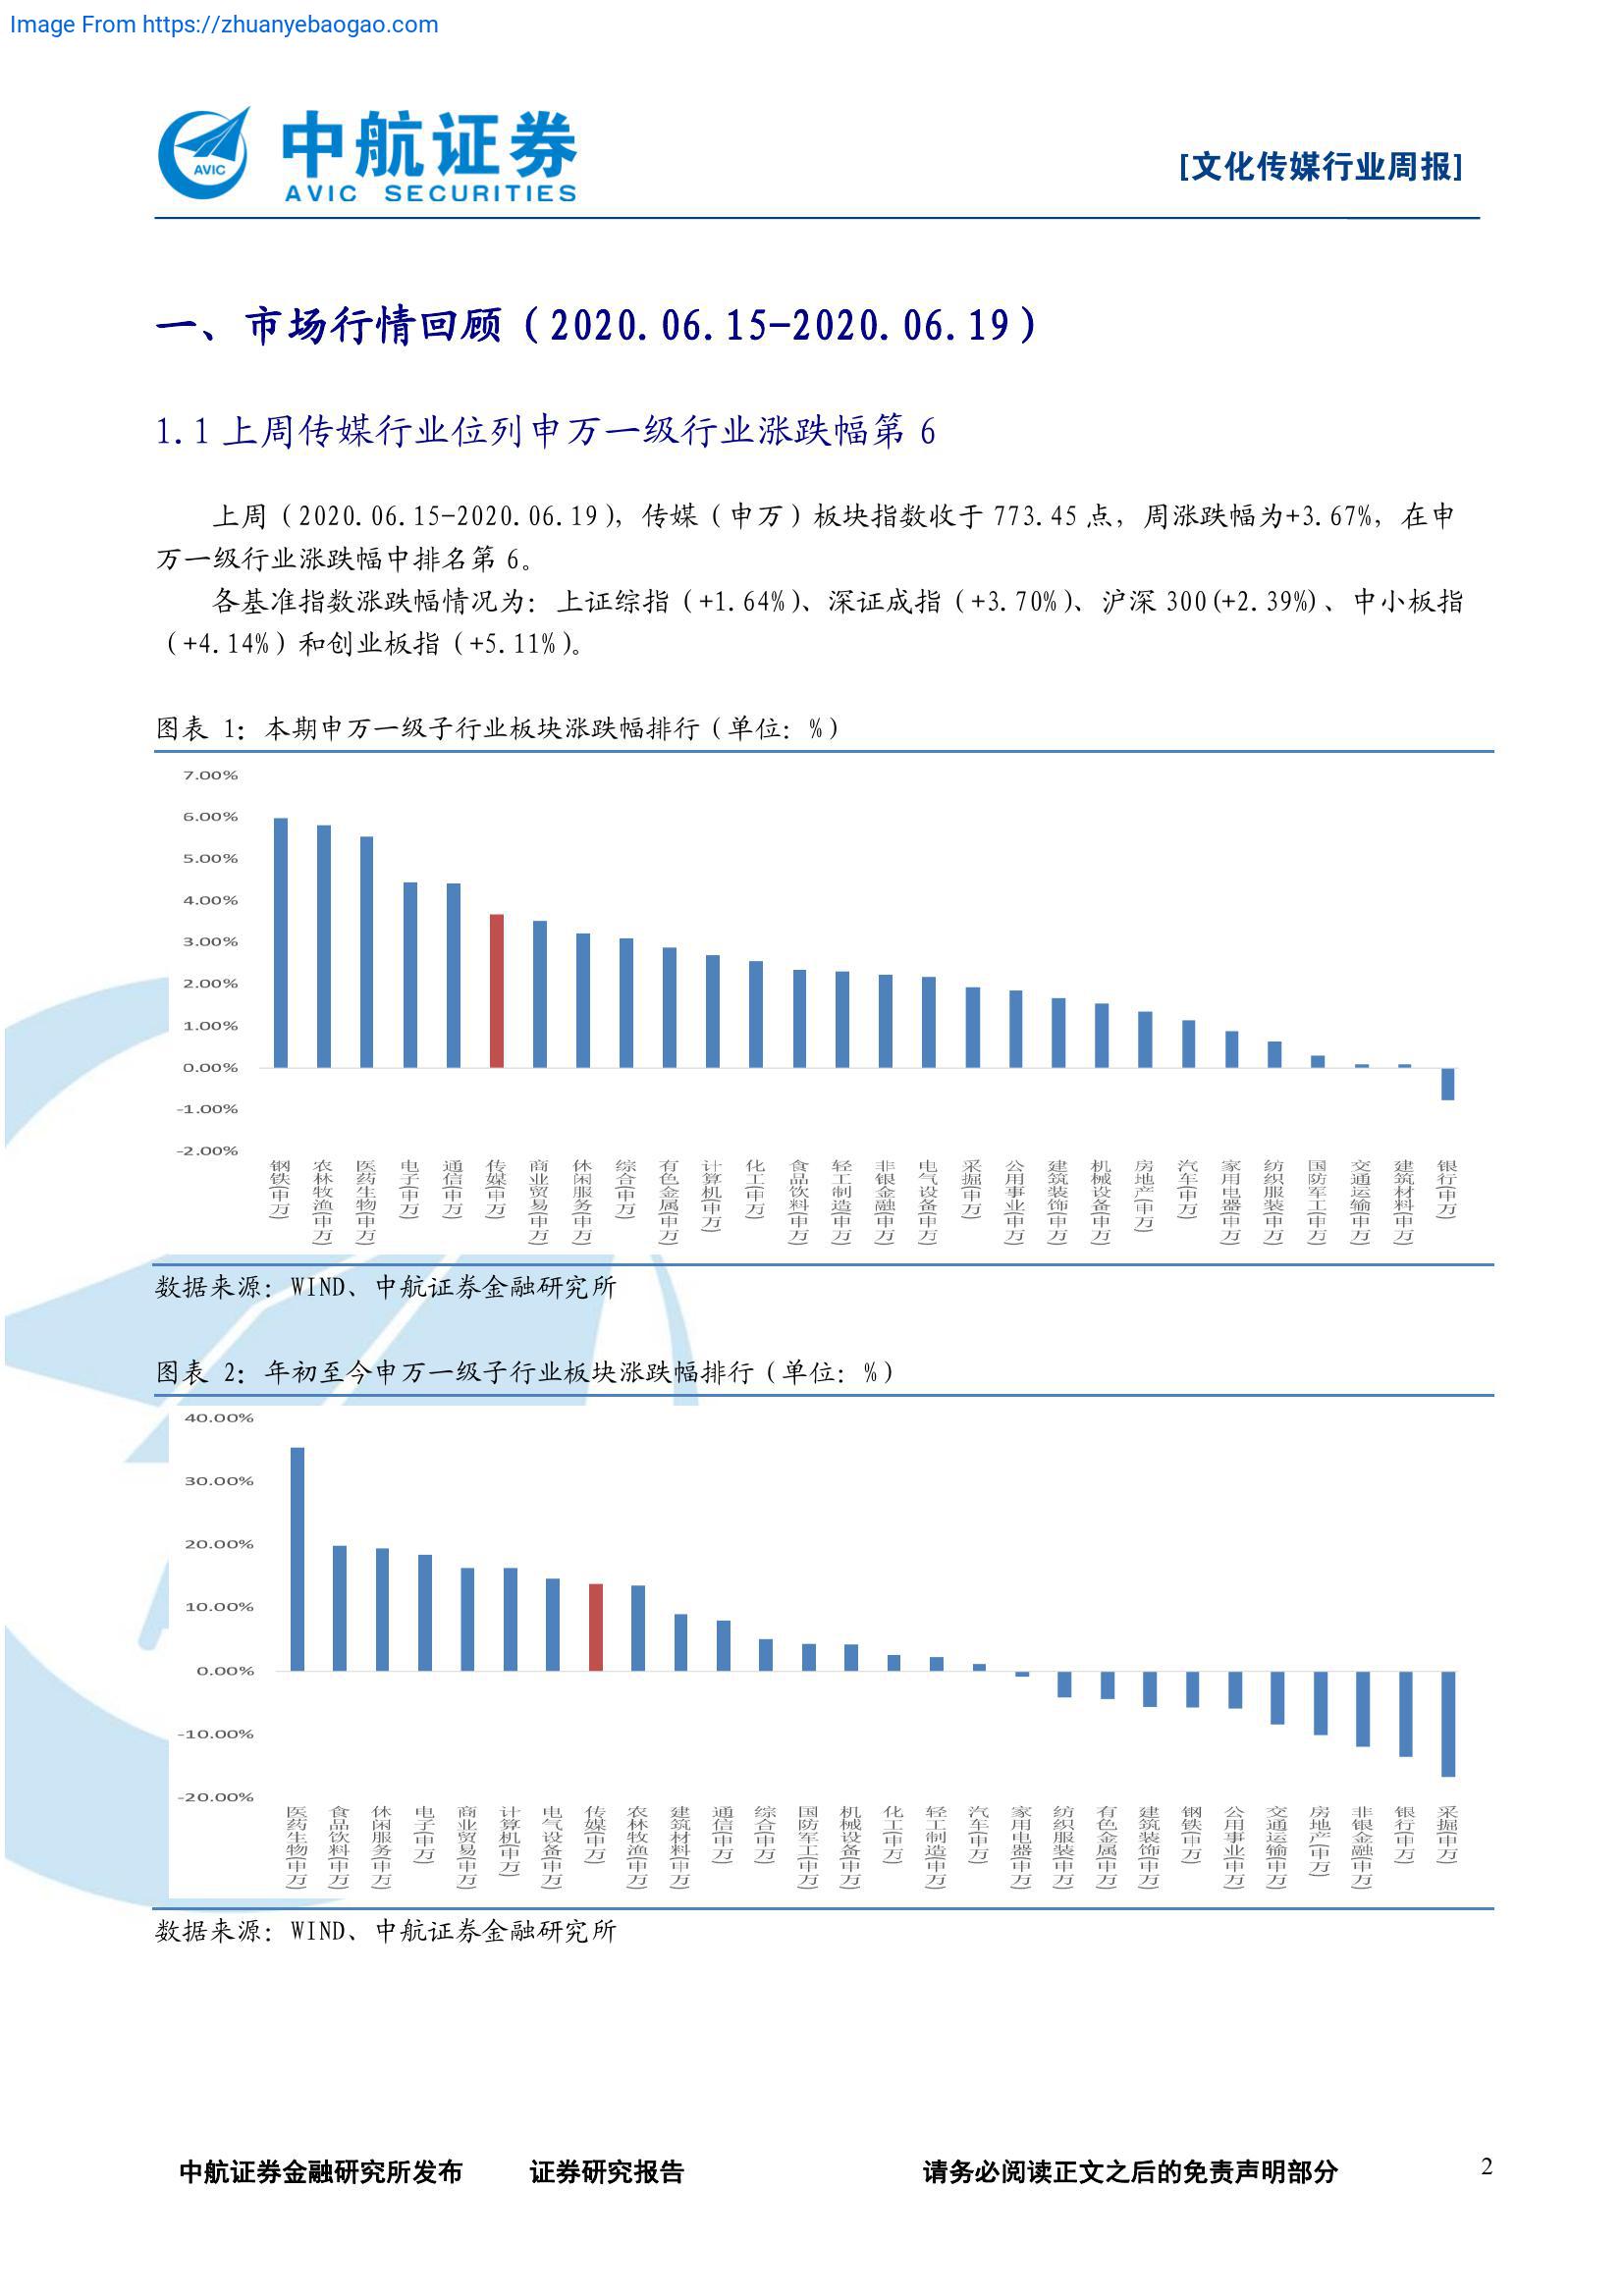 Image From https://zhuanyebaogao.com
AVIC
中航证券
AVIC SECURITIES
[文化传媒行业周报]
一、市场行情回顾（2020.06.15-2020.06.19）
1.1 上周传媒行业位列申万一级行业涨跌幅第 6
上周（2020.06.15-2020.06.19），传媒（申万）板块指数收于 773.45 点，周涨跌幅为+3.67%，在申
万一级行业涨跌幅中排名第 6。
各基准指数涨跌幅情况为：上证综指（+1.64%）、深证成指（+3.70%）、沪深 300(+2.39%)、中小板指
（+4.14%）和创业板指（+5.11%）。
图表 1：本期申万一级子行业板块涨跌幅排行（单位：%）
7.00%
6.00%
5.00%
4.00%
3.00%
2.00%
1.00%
0.00%
-1.00%
-2.00%
钢铁(申万)
农林牧渔(申万)
医药生物(申万)
电子(申万)
通信(申万)
传媒(申万)
商业贸易(申万)
休闲服务(申万)
综合(申万)
有色金属(申万)
计算机(申万)
化工(申万)
食品饮料(申万)
轻工制造(申万)
非银金融(申万)
电气设备(申万)
采掘(申万)
公用事业(申万)
建筑装饰(申万)
机械设备(申万)
房地产(申万)
汽车(申万)
家用电器(申万)
纺织服装(申万)
国防军工(申万)
交通运输(申万)
建筑材料(申万)
银行(申万)
数据来源：WIND、中航证券金融研究所
图表 2：年初至今申万一级子行业板块涨跌幅排行（单位：%）
40.00%
30.00%
20.00%
10.00%
0.00%
-10.00%
-20.00%
医药生物(申万)
食品饮料(申万)
休闲服务(申万)
电子(申万)
商业贸易(申万)
计算机(申万)
电气设备(申万)
传媒(申万)
农林牧渔(申万)
建筑材料(申万)
通信(申万)
综合(申万)
国防军工(申万)
机械设备(申万)
化工(申万)
轻工制造(申万)
汽车(申万)
家用电器(申万)
纺织服装(申万)
有色金属(申万)
建筑装饰(申万)
钢铁(申万)
公用事业(申万)
交通运输(申万)
房地产(申万)
非银金融(申万)
银行(申万)
采掘(申万)
数据来源：WIND、中航证券金融研究所
中航证券金融研究所发布 证券研究报告 请务必阅读正文之后的免责声明部分 2